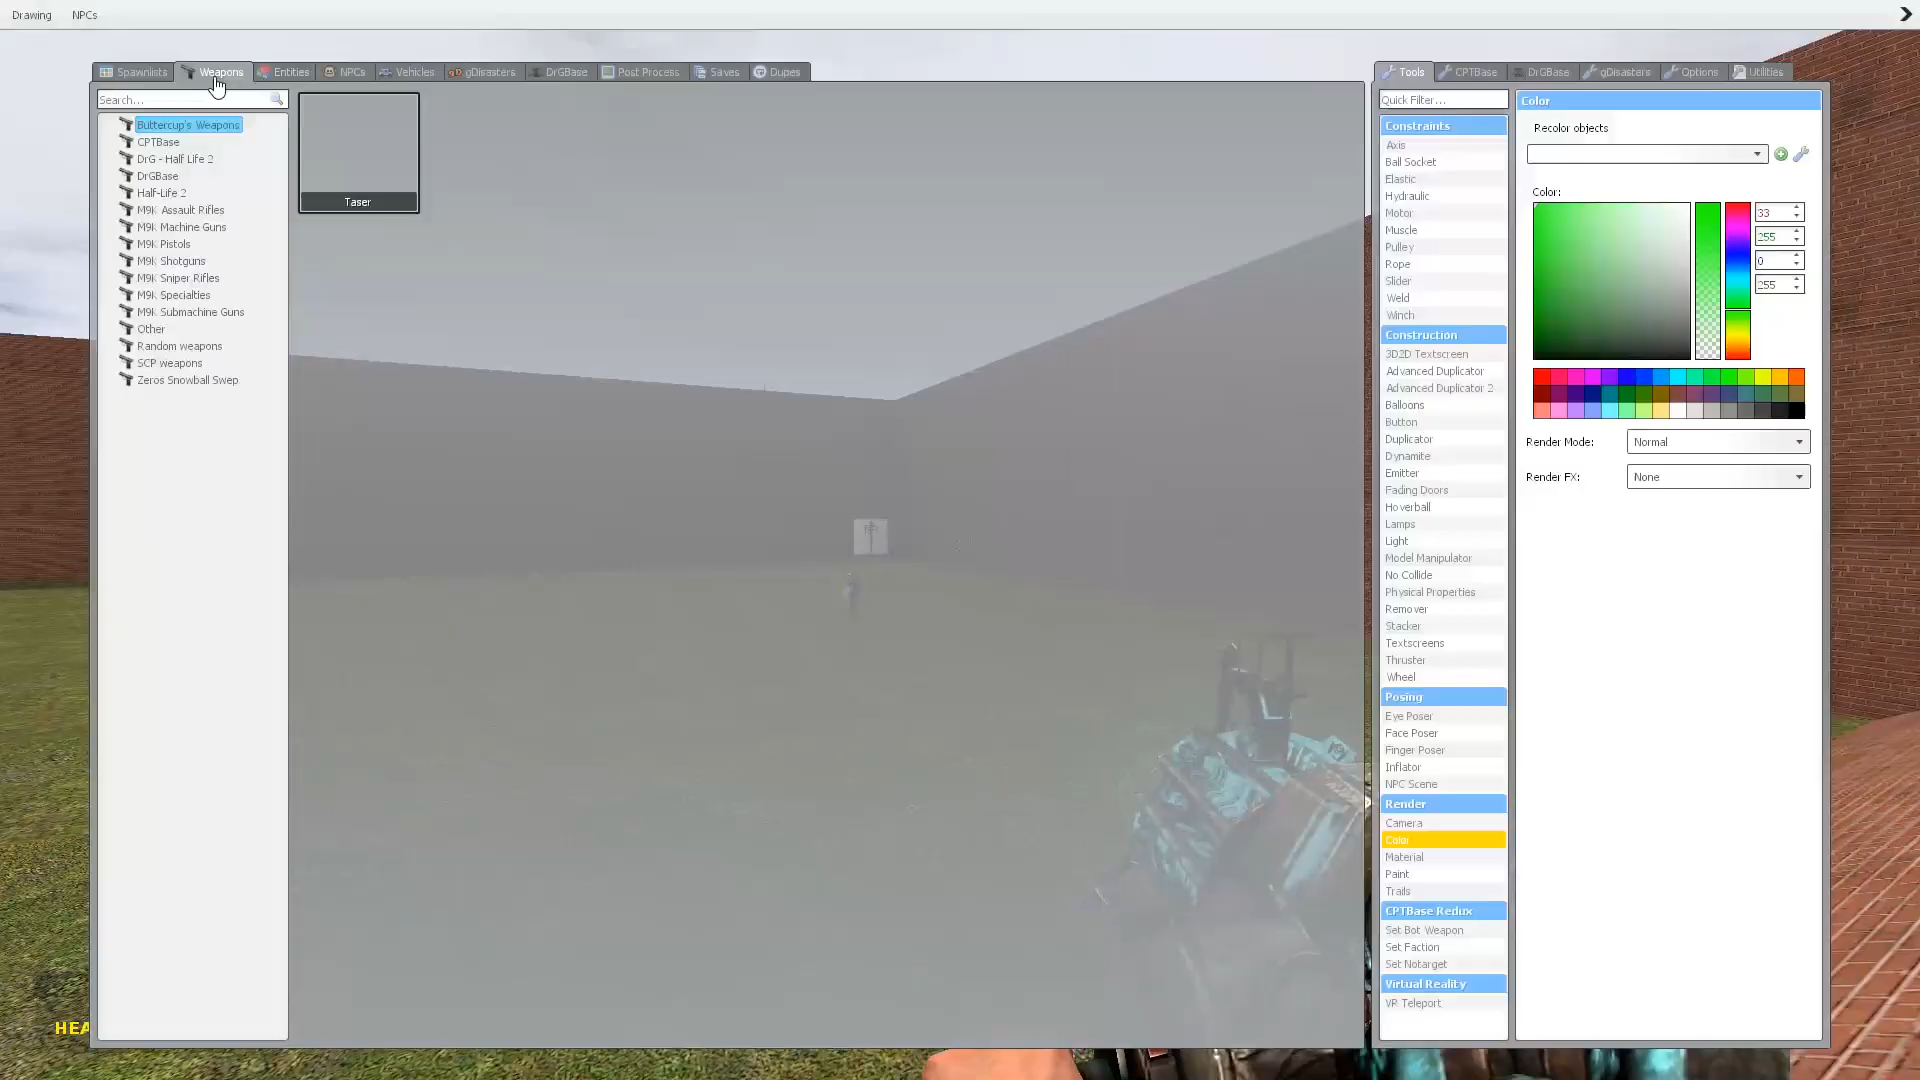 Drawing NPCs
Spawnlists Weapons Entities NPCs Vehicles gDisasters DrGBase Post Process Saves Dupes
Search...
Buttercup's Weapons
CPTBase
DrG - Half Life 2
DrGBase
Half-Life 2
M9K Assault Rifles
M9K Machine Guns
M9K Pistols
M9K Shotguns
M9K Sniper Rifles
M9K Specialties
M9K Submachine Guns
Other
Random weapons
SCP weapons
Zeros Snowball Swep
Taser
HEA
Tools CPTBase DrGBase gDisasters Options Utilities
Quick Filter...
Constraints
Axis
Ball Socket
Elastic
Hydraulic
Motor
Muscle
Pulley
Rope
Slider
Weld
Winch
Construction
3D2D Textscreen
Advanced Duplicator
Advanced Duplicator 2
Balloons
Button
Duplicator
Dynamite
Emitter
Fading Doors
Hoverball
Lamps
Light
Model Manipulator
No Collide
Physical Properties
Remover
Stacker
Textscreens
Thruster
Wheel
Posing
Eye Poser
Face Poser
Finger Poser
Inflator
NPC Scene
Render
Camera
Color
Material
Paint
Trails
CPTBase Redux
Set Bot Weapon
Set Faction
Set Notarget
Virtual Reality
VR Teleport
Color
Recolor objects
Color:
33
255
0
255
Render Mode: Normal
Render FX: None